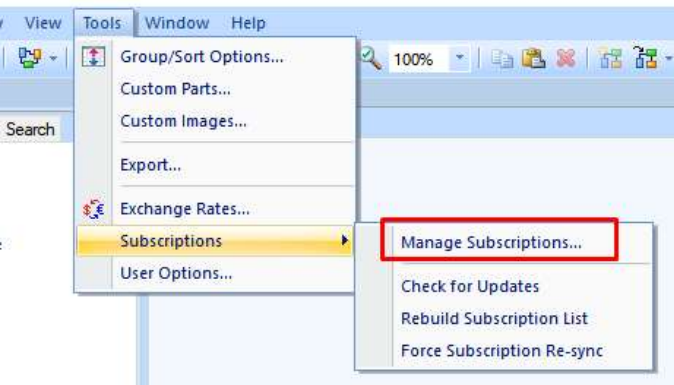 View Tools Window Help
Group/Sort Options...
100%
Custom Parts...
Custom Images...
Search
Export...
Exchange Rates...
Subscriptions
Manage Subscriptions...
User Options...
Check for Updates
Rebuild Subscription List
Force Subscription Re-sync